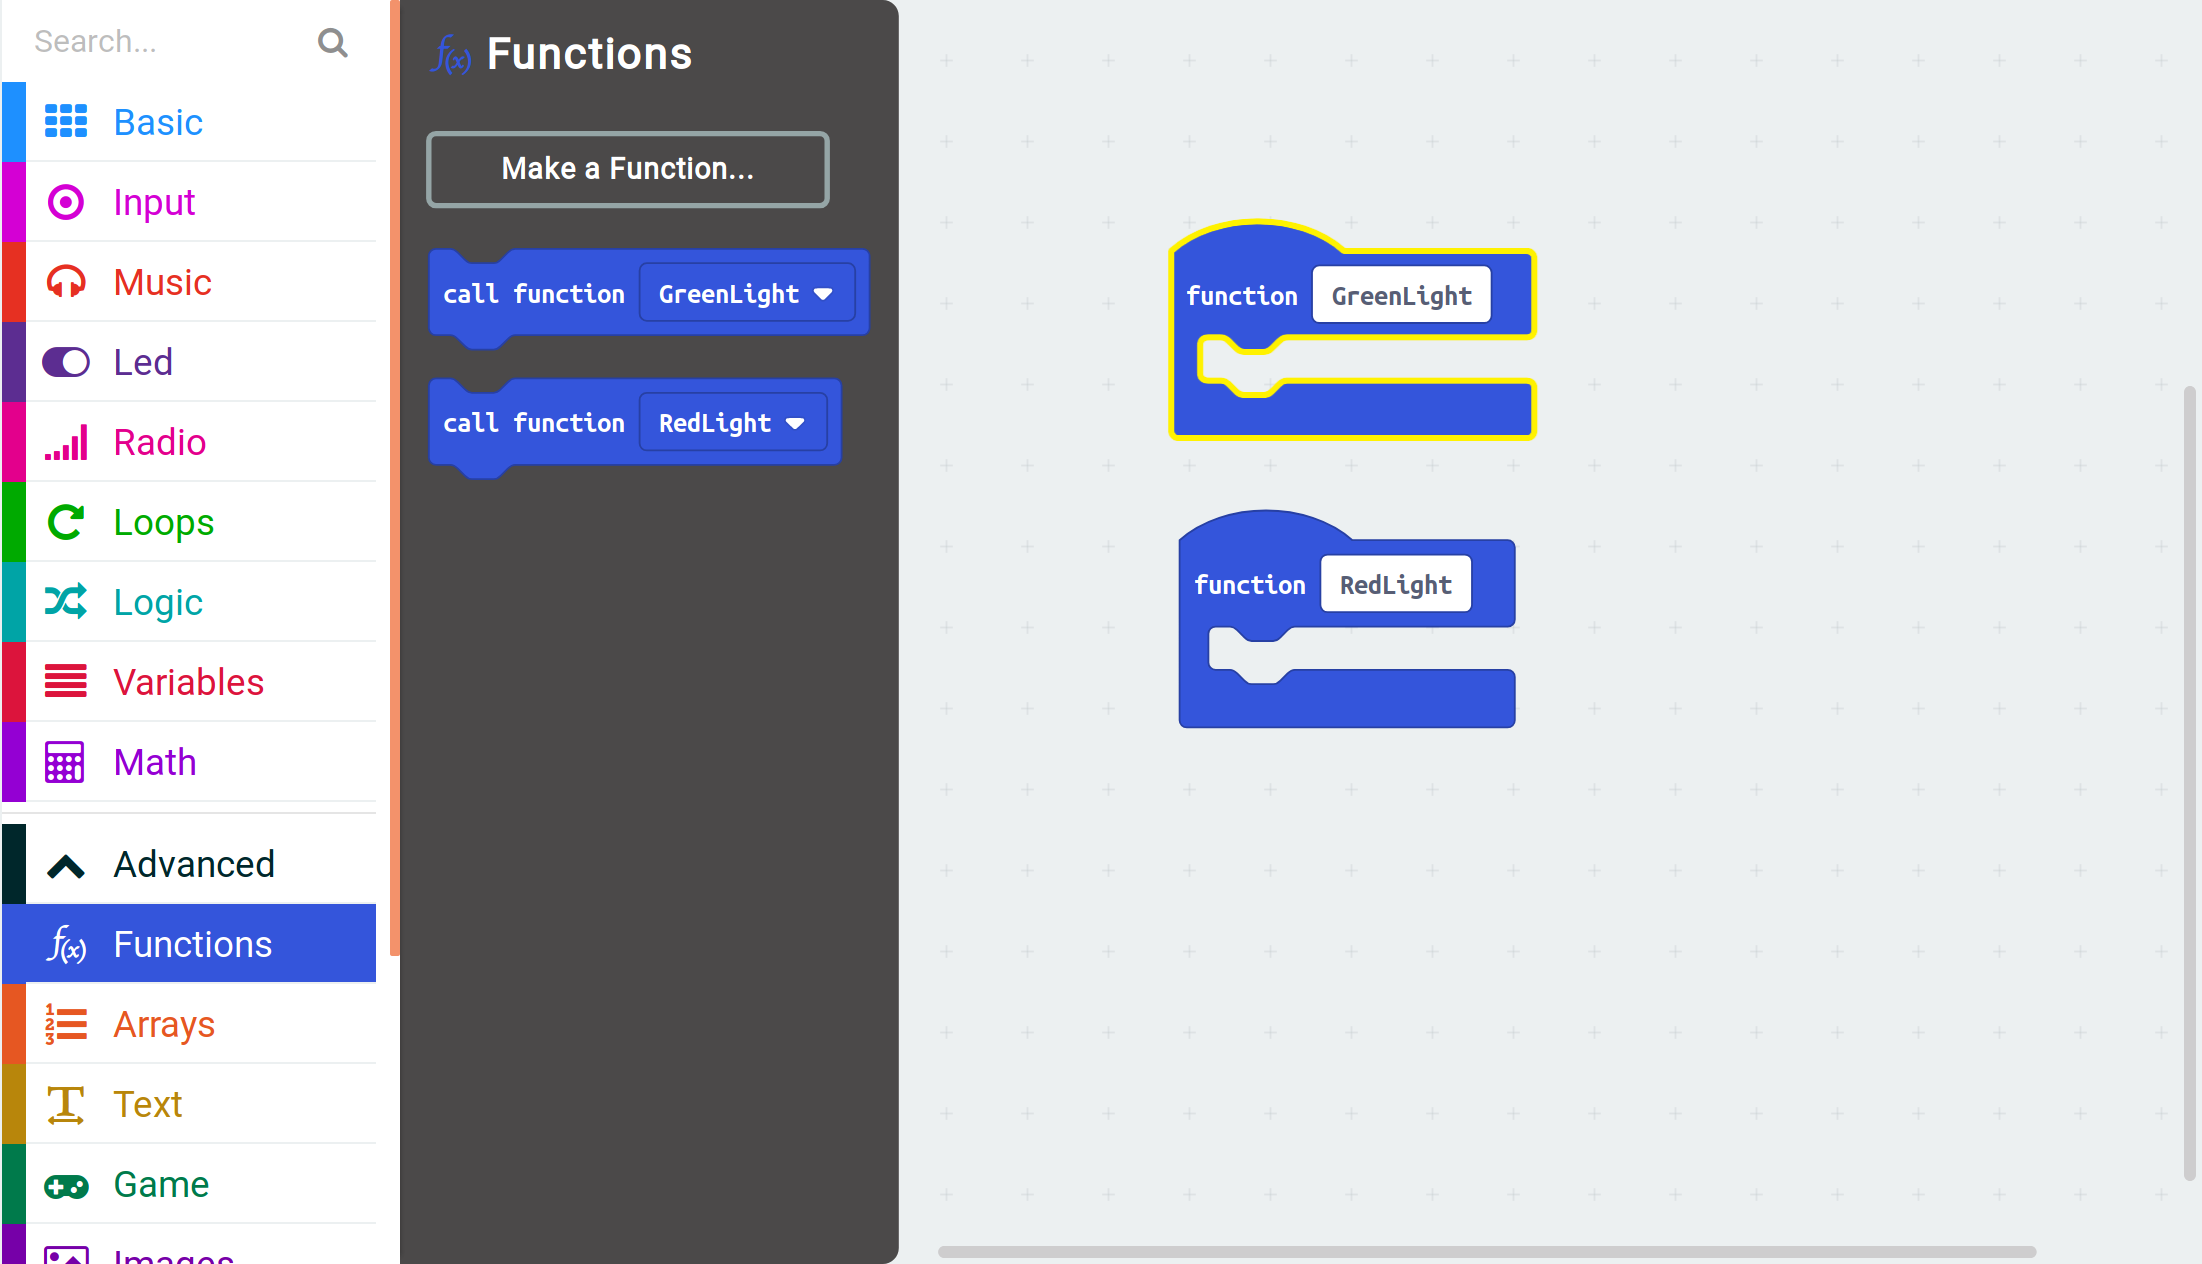 Search...
Basic
Input
Music
Led
Radio
Loops
Logic
Variables
Math
Advanced
Functions
Arrays
Text
Game
Images
Functions
Make a Function...
call function GreenLight
call function RedLight
function GreenLight
function RedLight